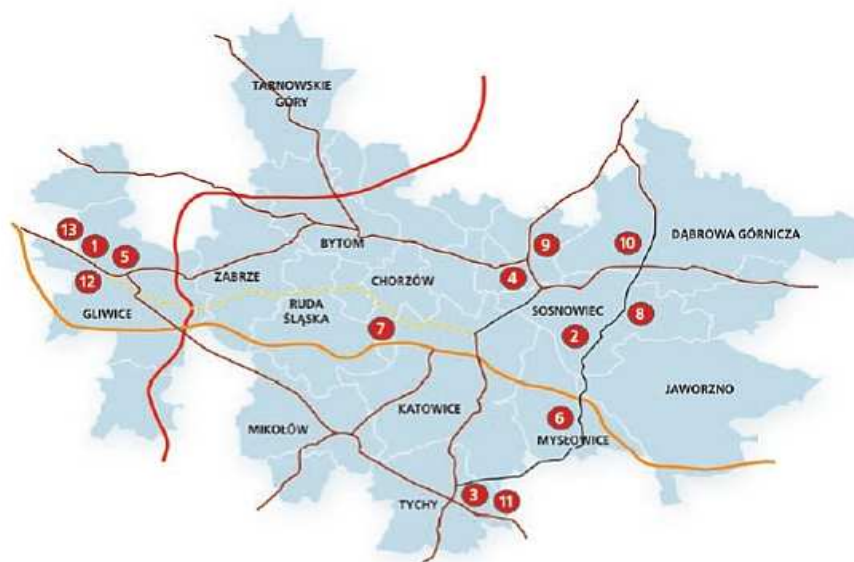 TARNOWSKIE
GÓRY
13
1
5
12
GLIWICE
ZABRZE
BYTOM
CHORZÓW
RUDA
ŚLĄSKA
7
9
4
10
DĄBROWA GÓRNICZA
SOSNOWIEC
2
8
JAWORZNO
6
MYSŁOWICE
KATOWICE
MIKOŁÓW
TYCHY
3
11